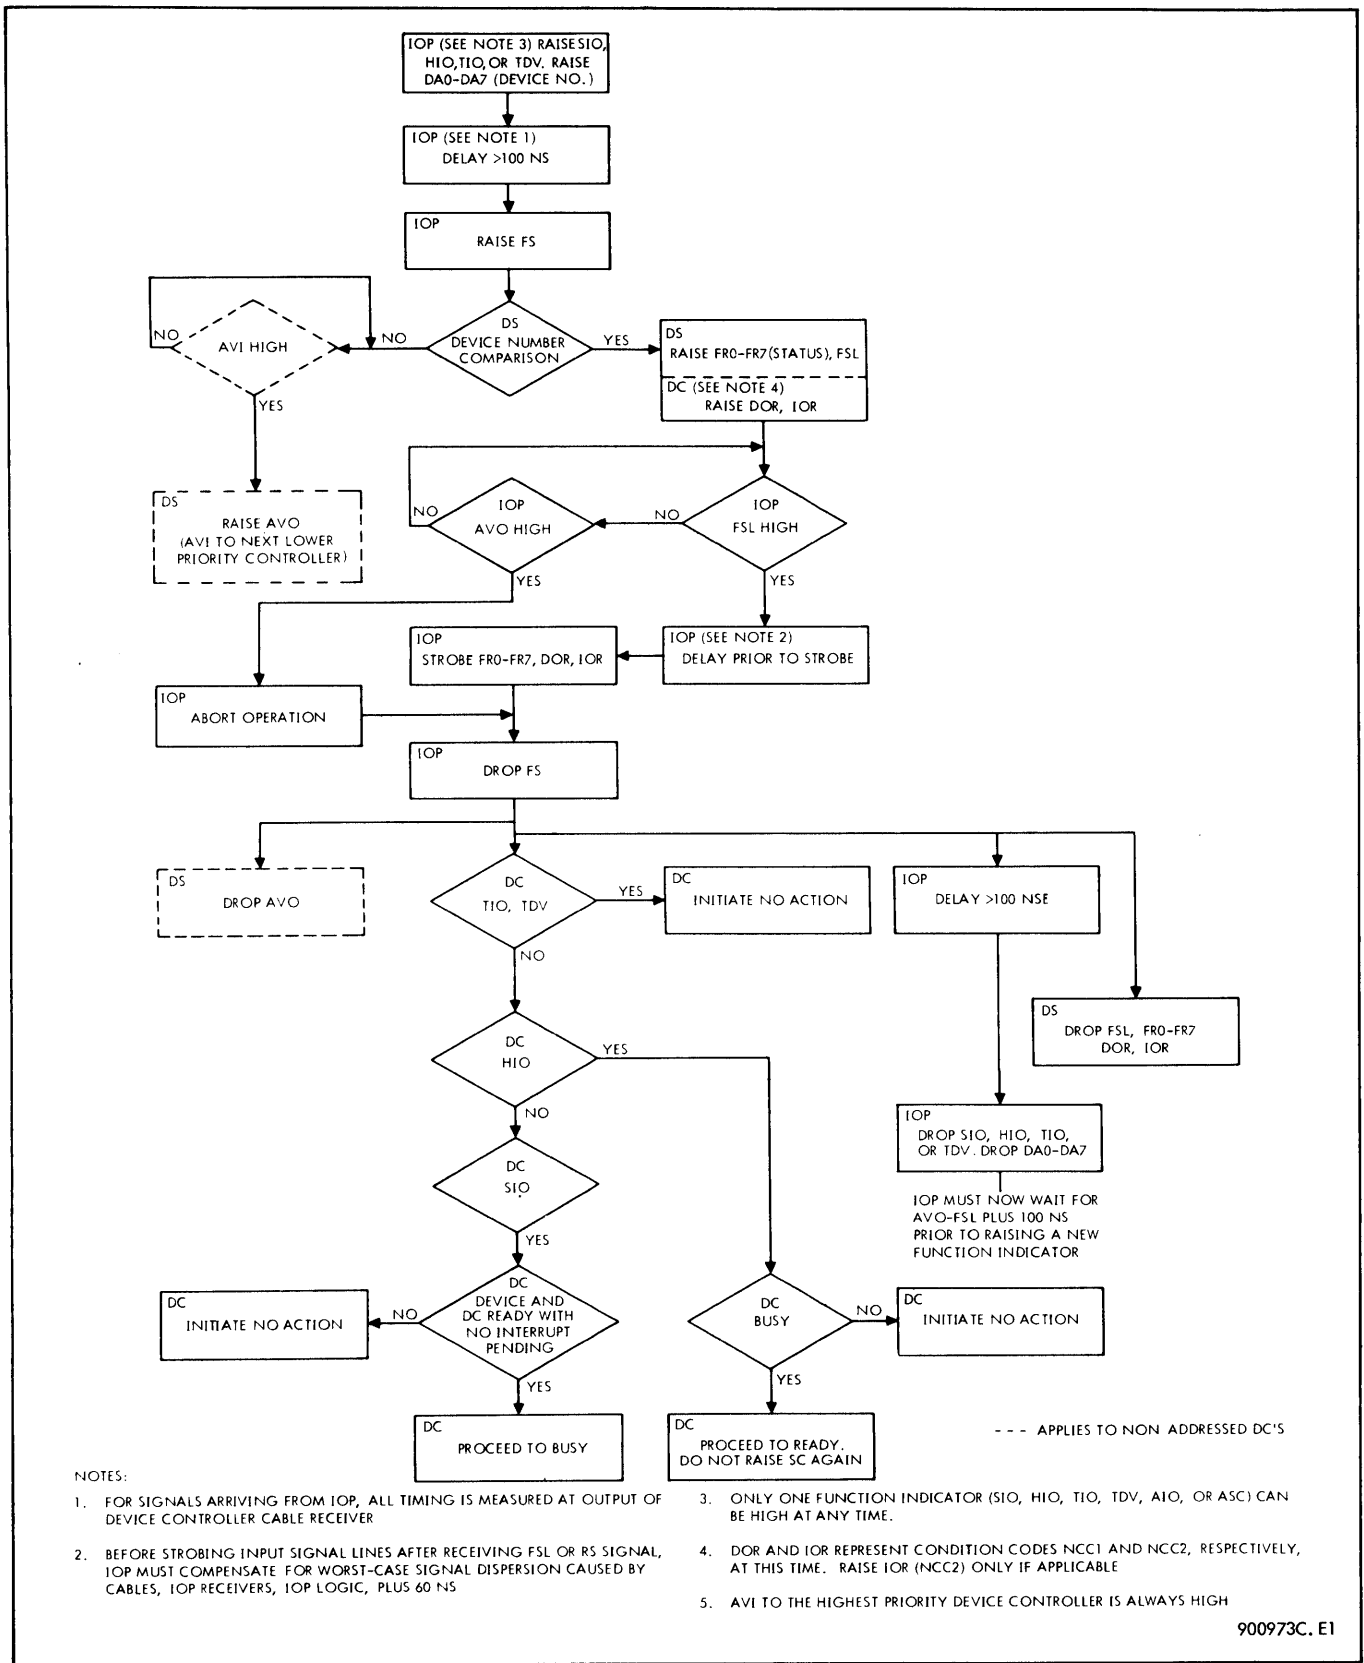 IOP (SEE NOTE 3) RAISE SIO,
HIO, TIO, OR TDV. RAISE
DA0-DA7 (DEVICE NO.)
IOP (SEE NOTE 1)
DELAY >100 NS
IOP
RAISE FS
DS
DEVICE NUMBER
COMPARISON
NO
AVI HIGH
NO
YES
YES
DS
RAISE FR0-FR7(STATUS), FSL
DC (SEE NOTE 4)
RAISE DOR, IOR
DS
RAISE AVO
(AVI TO NEXT LOWER
PRIORITY CONTROLLER)
IOP
FSL HIGH
NO
IOP
AVO HIGH
NO
YES
YES
IOP (SEE NOTE 2)
DELAY PRIOR TO STROBE
IOP
STROBE FR0-FR7, DOR, IOR
IOP
ABORT OPERATION
IOP
DROP FS
DS
DROP AVO
DC
TIO, TDV
YES
DC
INITIATE NO ACTION
IOP
DELAY >100 NSE
NO
DS
DROP FSL, FR0-FR7
DOR, IOR
DC
HIO
YES
NO
IOP
DROP SIO, HIO, TIO,
OR TDV. DROP DA0-DA7
IOP MUST NOW WAIT FOR
AVO-FSL PLUS 100 NS
PRIOR TO RAISING A NEW
FUNCTION INDICATOR
DC
SIO
YES
DC
DEVICE AND
DC READY WITH
NO INTERRUPT
PENDING
NO
DC
INITIATE NO ACTION
YES
DC
BUSY
NO
DC
INITIATE NO ACTION
YES
DC
PROCEED TO BUSY
DC
PROCEED TO READY.
DO NOT RAISE SC AGAIN
--- APPLIES TO NON ADDRESSED DC'S
NOTES:
1. FOR SIGNALS ARRIVING FROM IOP, ALL TIMING IS MEASURED AT OUTPUT OF
DEVICE CONTROLLER CABLE RECEIVER
2. BEFORE STROBING INPUT SIGNAL LINES AFTER RECEIVING FSL OR RS SIGNAL,
IOP MUST COMPENSATE FOR WORST-CASE SIGNAL DISPERSION CAUSED BY
CABLES, IOP RECEIVERS, IOP LOGIC, PLUS 60 NS
3. ONLY ONE FUNCTION INDICATOR (SIO, HIO, TIO, TDV, AIO, OR ASC) CAN
BE HIGH AT ANY TIME.
4. DOR AND IOR REPRESENT CONDITION CODES NCC1 AND NCC2, RESPECTIVELY,
AT THIS TIME. RAISE IOR (NCC2) ONLY IF APPLICABLE
5. AVI TO THE HIGHEST PRIORITY DEVICE CONTROLLER IS ALWAYS HIGH
900973C. E1